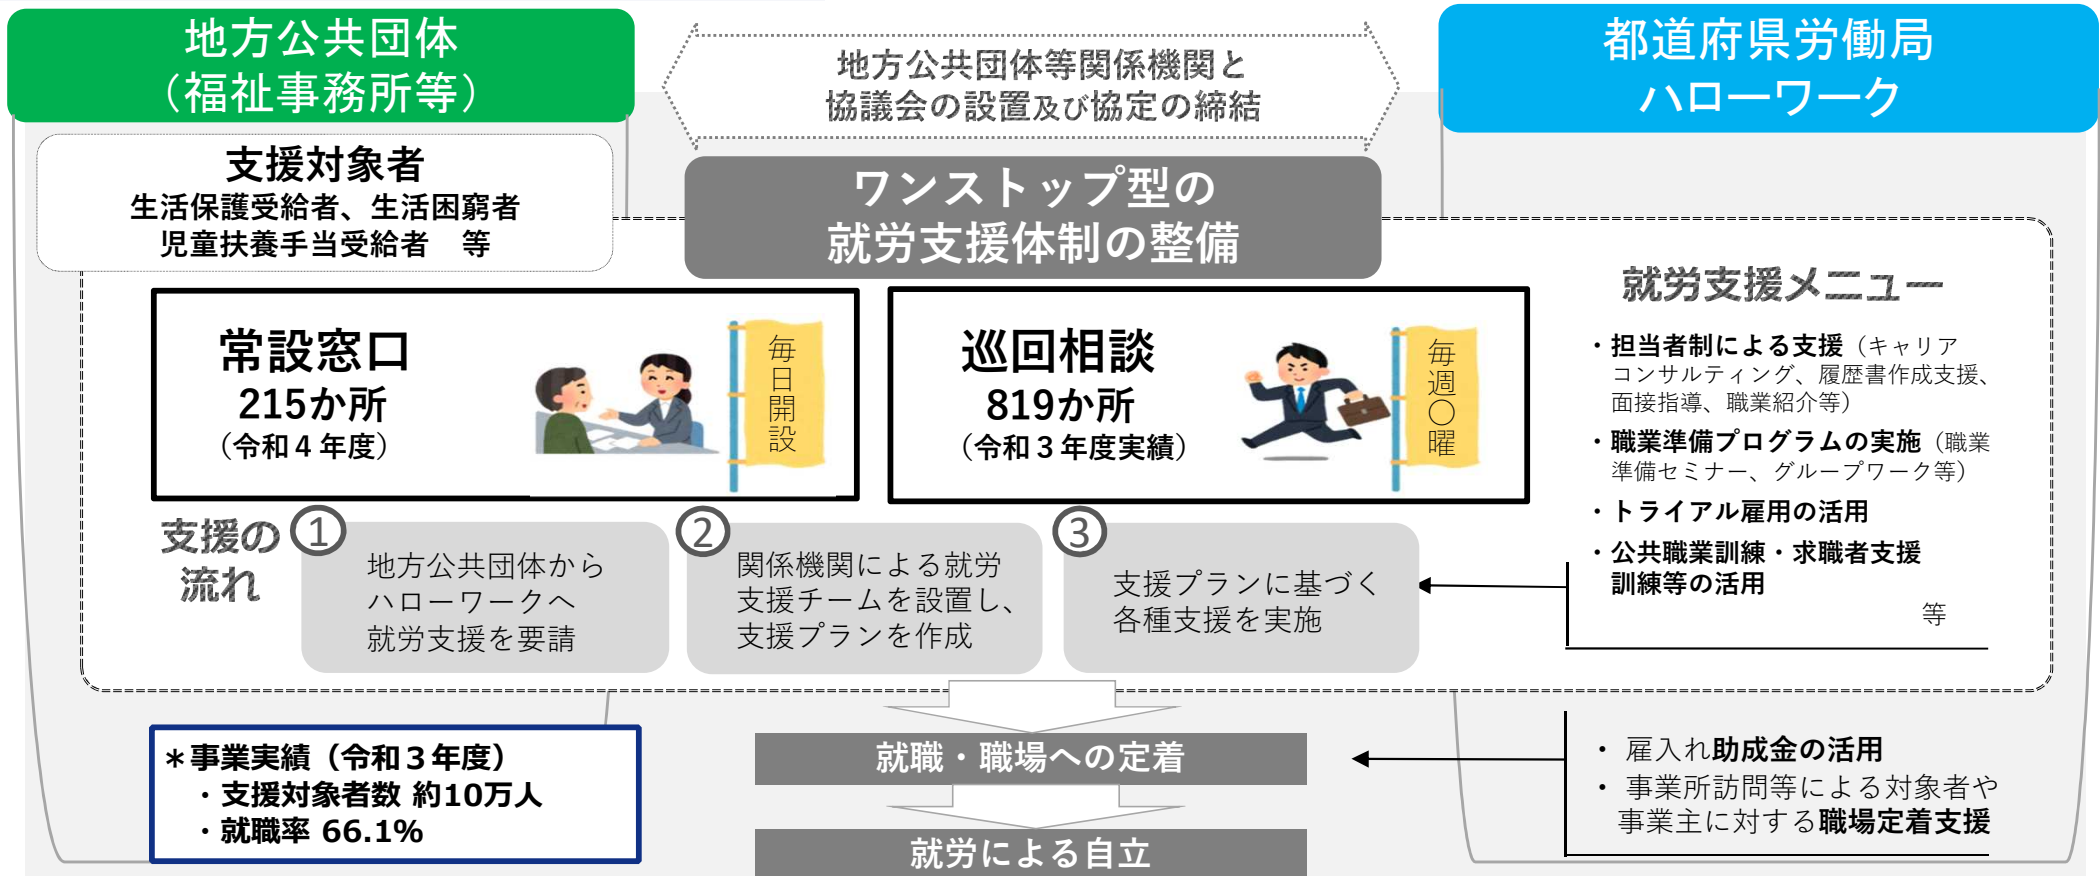 地方公共団体
（福祉事務所等）
地方公共団体等関係機関と
協議会の設置及び協定の締結
都道府県労働局
ハローワーク
支援対象者
生活保護受給者、生活困窮者
児童扶養手当受給者　等
ワンストップ型の
就労支援体制の整備
常設窓口
215か所
（令和４年度）
毎日開設
巡回相談
819か所
（令和３年度実績）
毎週〇曜
就労支援メニュー
・担当者制による支援（キャリア
コンサルティング、履歴書作成支援、
面接指導、職業紹介等）
・職業準備プログラムの実施（職業
準備セミナー、グループワーク等）
・トライアル雇用の活用
・公共職業訓練・求職者支援
訓練等の活用
等
支援の
流れ
①
地方公共団体から
ハローワークへ
就労支援を要請
②
関係機関による就労
支援チームを設置し、
支援プランを作成
③
支援プランに基づく
各種支援を実施
＊事業実績（令和３年度）
・支援対象者数 約10万人
・就職率 66.1%
就職・職場への定着
就労による自立
・ 雇入れ助成金の活用
・ 事業所訪問等による対象者や
事業主に対する職場定着支援